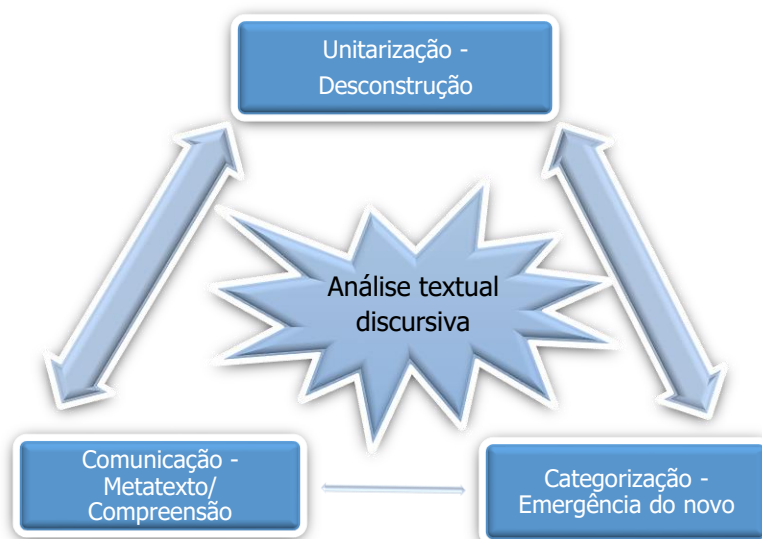 Unitarização -
Desconstrução
Análise textual
discursiva
Comunicação -
Metatexto/
Compreensão
Categorização -
Emergência do novo